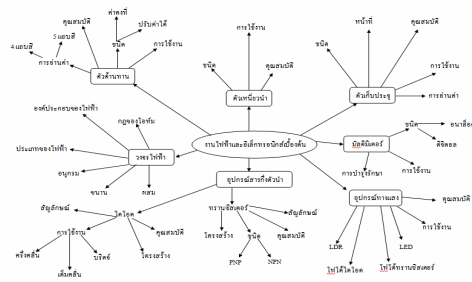 ค่าคงที่
ปรับค่าได้
คุณสมบัติ
5 แถบสี
4 แถบสี
ชนิด
การใช้งาน
การอ่านค่า
ตัวต้านทาน
การใช้งาน
ชนิด
คุณสมบัติ
ตัวเหนี่ยวนำ
หน้าที่
คุณสมบัติ
ชนิด
การใช้งาน
การอ่านค่า
ตัวเก็บประจุ
องค์ประกอบของไฟฟ้า
กฎของโอห์ม
ประเภทของไฟฟ้า
วงจรไฟฟ้า
อนุกรม
ขนาน
ผสม
งานไฟฟ้าและอิเล็กทรอนิกส์เบื้องต้น
มัลติมิเตอร์
ชนิด
อนาล็อก
ดิจิตอล
การใช้งาน
การบำรุงรักษา
อุปกรณ์สารกึ่งตัวนำ
สัญลักษณ์
ไดโอด
การใช้งาน
คุณสมบัติ
โครงสร้าง
ครึ่งคลื่น
เต็มคลื่น
บริดจ์
ทรานซิสเตอร์
สัญลักษณ์
โครงสร้าง
ชนิด
คุณสมบัติ
PNP
NPN
อุปกรณ์ทางแสง
คุณสมบัติ
การใช้งาน
LDR
LED
โฟโต้ไดโอด
โฟโต้ทรานซิสเตอร์